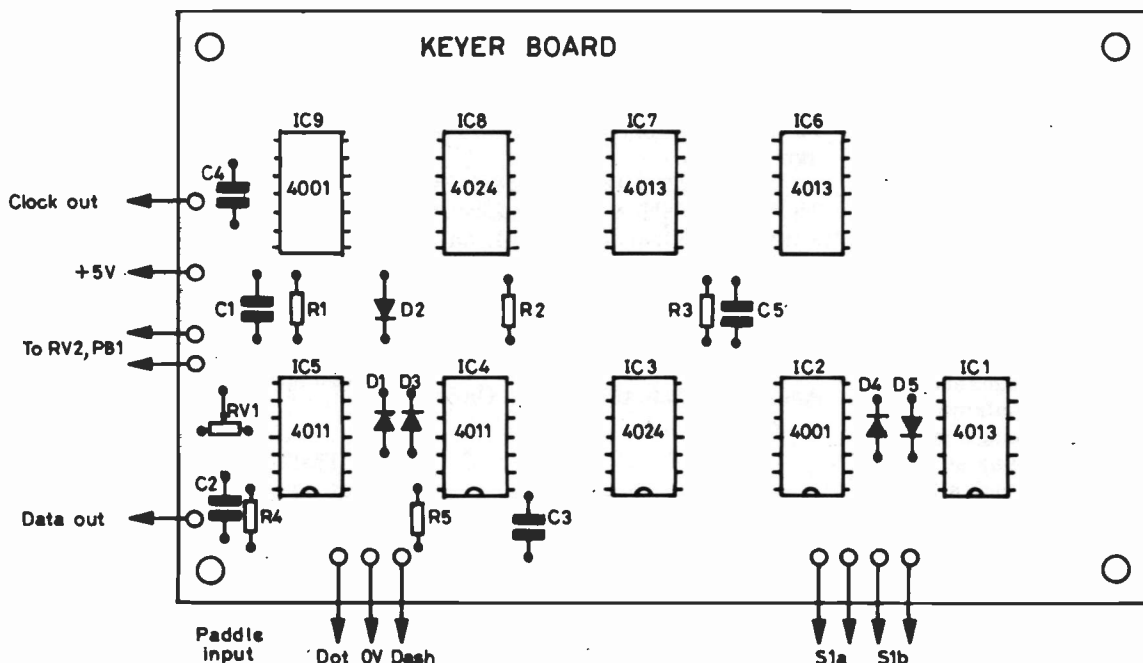 KEYER BOARD
IC9 IC8 IC7 IC6
C4 4001 4024 4013 4013
Clock out
+5V
C1 R1 D2 R2 R3 C5
To RV2, PB1
IC5 D1 D3 IC4 IC3 IC2 D4 D5 IC1
RV1
4011 4011 4024 4001 4013
C2
Data out R4 R5 C3
Paddle
input Dot 0V Dash S1a S1b